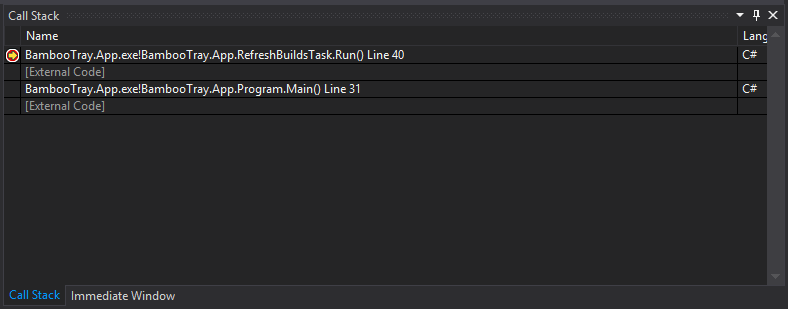 Call Stack
Name Lang
BambooTray.App.exe!BambooTray.App.RefreshBuildsTask.Run() Line 40 C#
[External Code]
BambooTray.App.exe!BambooTray.App.Program.Main() Line 31 C#
[External Code]
Call Stack Immediate Window